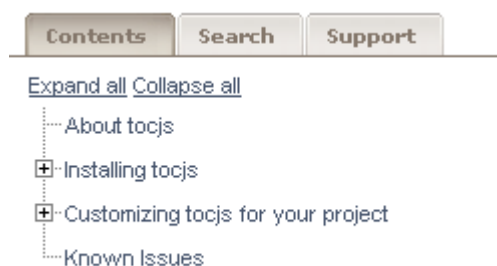 Contents Search Support
Expand all Collapse all
About tocjs
Installing tocjs
Customizing tocjs for your project
Known Issues